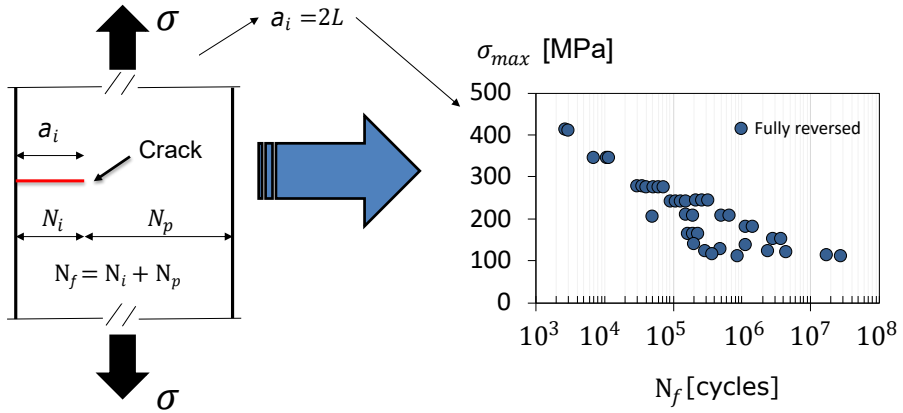 σ
a_i = 2L
a_i
Crack
N_i N_p
N_f = N_i + N_p
σ
σ_max [MPa]
500
400
300
200
100
0
Fully reversed
10^3 10^4 10^5 10^6 10^7 10^8
N_f [cycles]